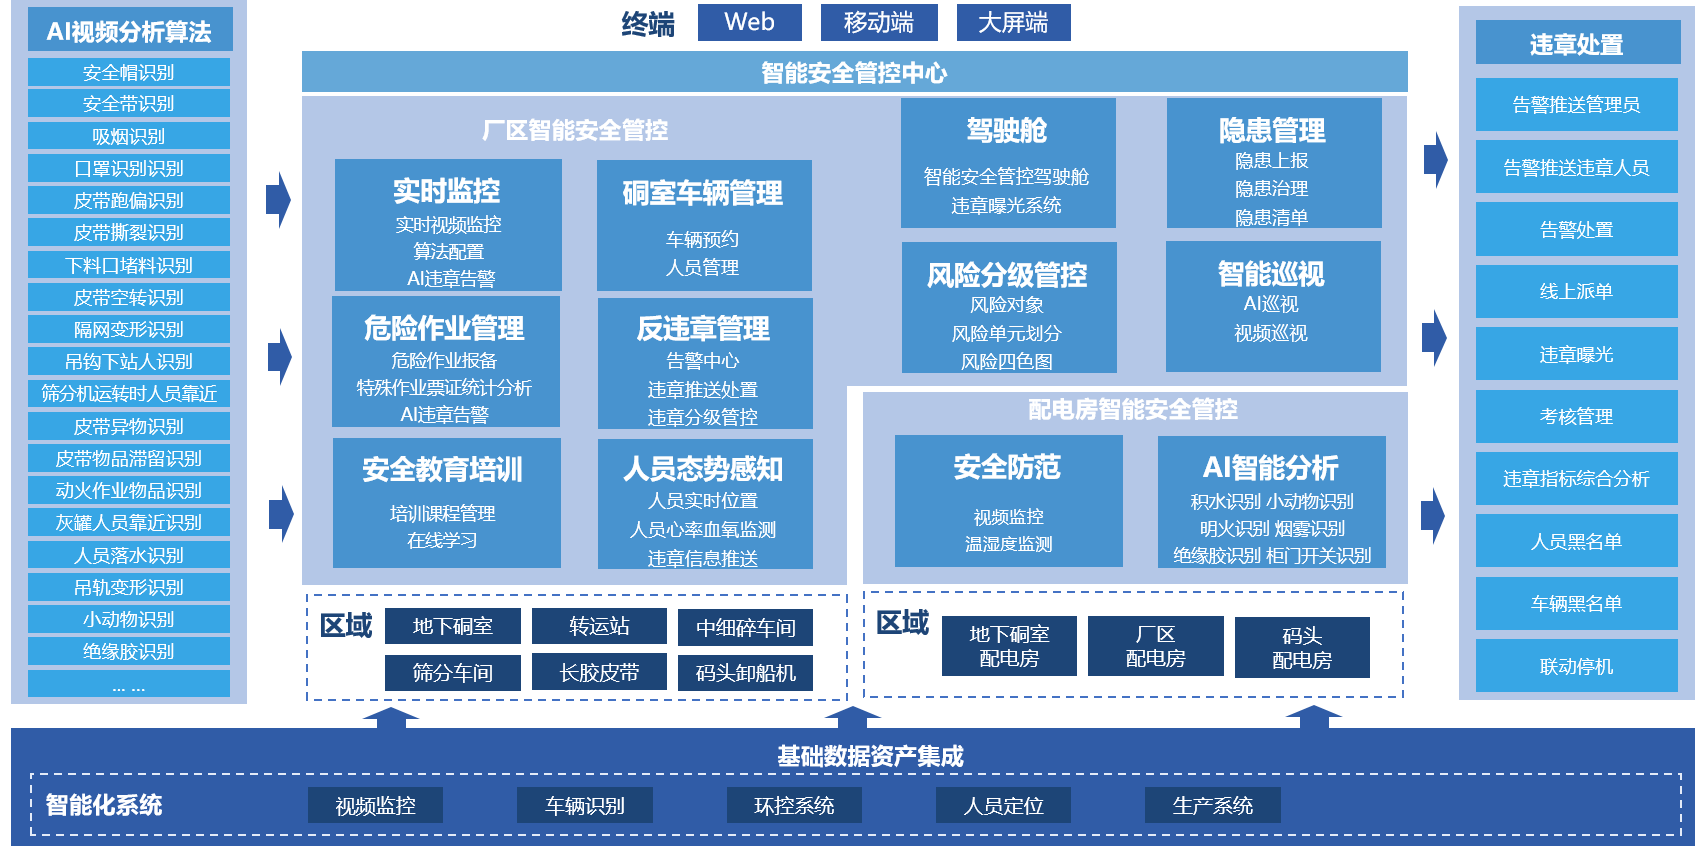 AI视频分析算法
安全帽识别
安全带识别
吸烟识别
口罩识别识别
皮带跑偏识别
皮带撕裂识别
下料口堵料识别
皮带空转识别
隔网变形识别
吊钩下站人识别
筛分机运转时人员靠近
皮带异物识别
皮带物品滞留识别
动火作业物品识别
灰罐人员靠近识别
人员落水识别
吊轨变形识别
小动物识别
绝缘胶识别
... ...
终端
Web
移动端
大屏端
智能安全管控中心
厂区智能安全管控
实时监控
实时视频监控
算法配置
AI违章告警
硐室车辆管理
车辆预约
人员管理
驾驶舱
智能安全管控驾驶舱
违章曝光系统
隐患管理
隐患上报
隐患治理
隐患清单
危险作业管理
危险作业报备
特殊作业票证统计分析
AI违章告警
反违章管理
告警中心
违章推送处置
违章分级管控
风险分级管控
风险对象
风险单元划分
风险四色图
智能巡视
AI巡视
视频巡视
安全教育培训
培训课程管理
在线学习
人员态势感知
人员实时位置
人员心率血氧监测
违章信息推送
配电房智能安全管控
安全防范
视频监控
温湿度监测
AI智能分析
积水识别 小动物识别
明火识别 烟雾识别
绝缘胶识别 柜门开关识别
区域
地下硐室
转运站
中细碎车间
筛分车间
长胶皮带
码头卸船机
区域
地下硐室
配电房
厂区
配电房
码头
配电房
违章处置
告警推送管理员
告警推送违章人员
告警处置
线上派单
违章曝光
考核管理
违章指标综合分析
人员黑名单
车辆黑名单
联动停机
基础数据资产集成
智能化系统
视频监控
车辆识别
环控系统
人员定位
生产系统